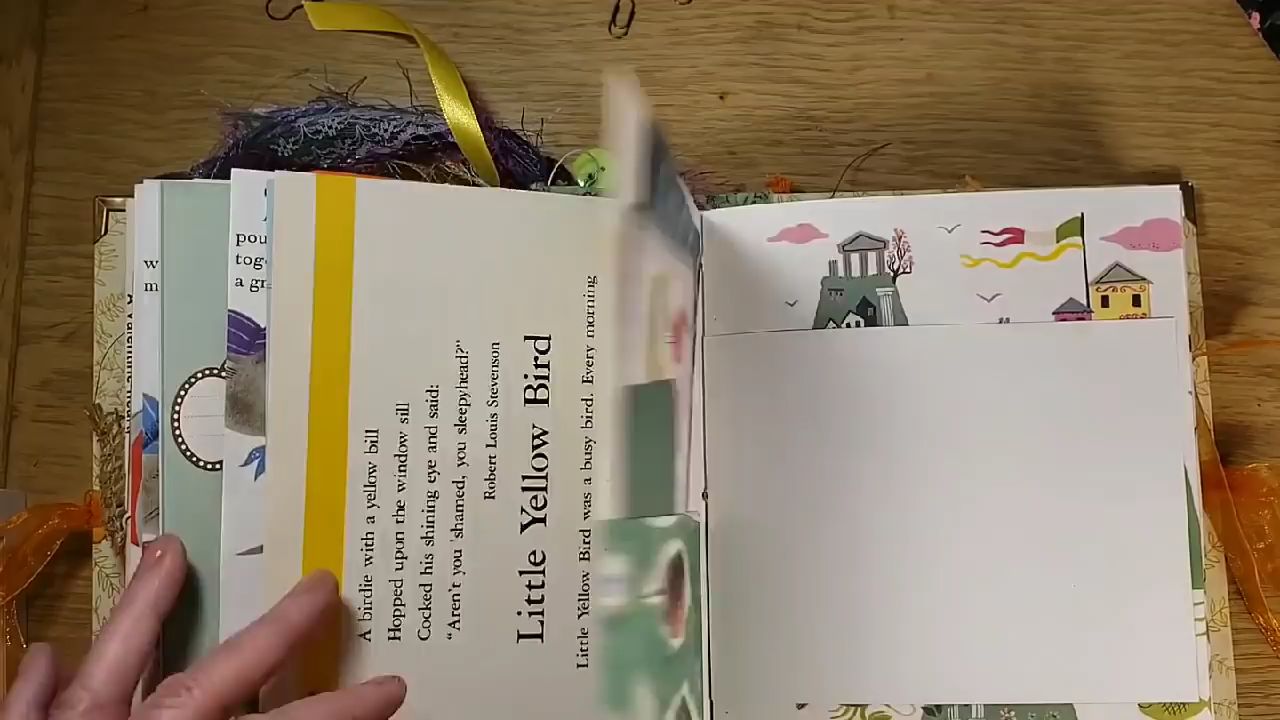 w
m
pou
tog
a gr
A birdie with a yellow bill
Hopped upon the window sill
Cocked his shining eye and said:
"Aren't you 'shamed, you sleepyhead?"
Robert Louis Stevenson
Little Yellow Bird
Little Yellow Bird was a busy bird. Every morning